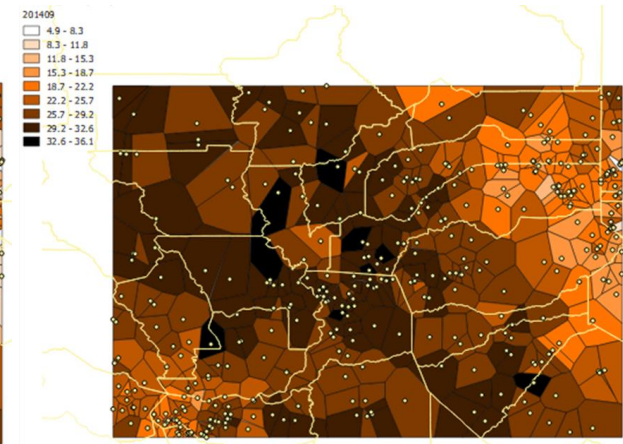 201409
4.9 - 8.3
8.3 - 11.8
11.8 - 15.3
15.3 - 18.7
18.7 - 22.2
22.2 - 25.7
25.7 - 29.2
29.2 - 32.6
32.6 - 36.1